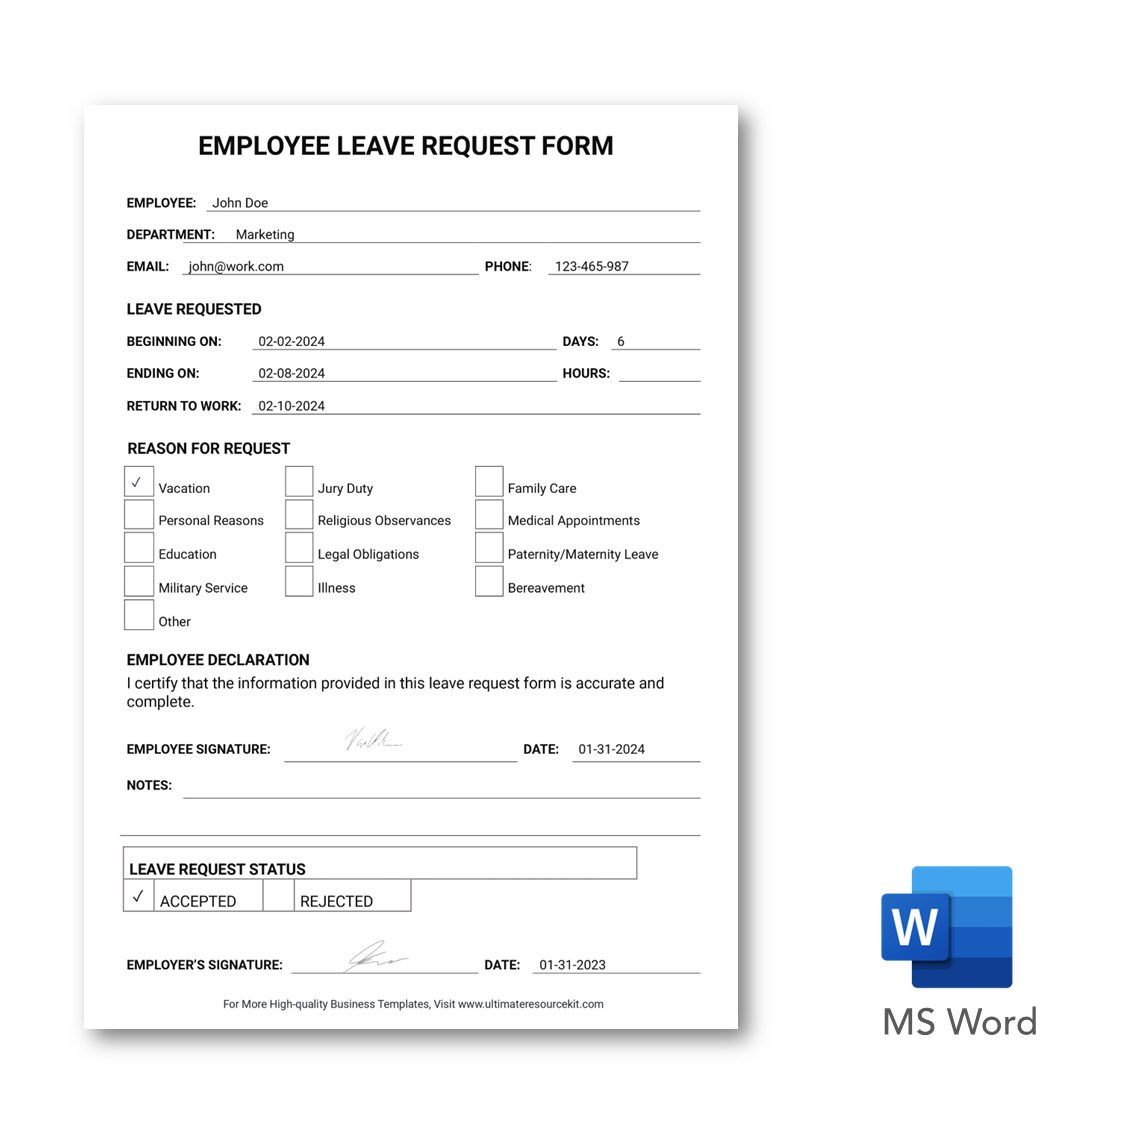 EMPLOYEE LEAVE REQUEST FORM
EMPLOYEE: John Doe
DEPARTMENT: Marketing
EMAIL: john@work.com PHONE: 123-465-987
LEAVE REQUESTED
BEGINNING ON: 02-02-2024 DAYS: 6
ENDING ON: 02-08-2024 HOURS:
RETURN TO WORK: 02-10-2024
REASON FOR REQUEST
✓ Vacation Jury Duty Family Care
Personal Reasons Religious Observances Medical Appointments
Education Legal Obligations Paternity/Maternity Leave
Military Service Illness Bereavement
Other
EMPLOYEE DECLARATION
I certify that the information provided in this leave request form is accurate and
complete.
EMPLOYEE SIGNATURE: DATE: 01-31-2024
NOTES:
LEAVE REQUEST STATUS
✓ ACCEPTED REJECTED
EMPLOYER'S SIGNATURE: DATE: 01-31-2023
For More High-quality Business Templates, Visit www.ultimateresourcekit.com
W
MS Word